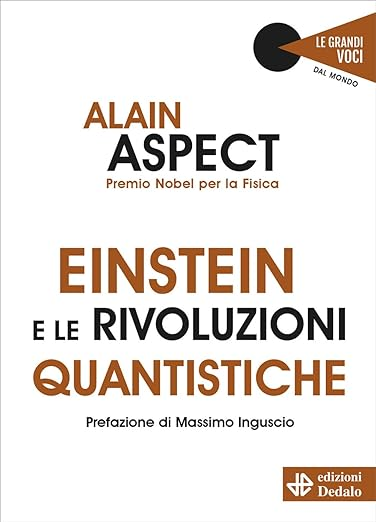 LE GRANDI
VOCI
DAL MONDO
ALAIN
ASPECT
Premio Nobel per la Fisica
EINSTEIN
E LE RIVOLUZIONI
QUANTISTICHE
Prefazione di Massimo Inguscio
edizioni
Dedalo